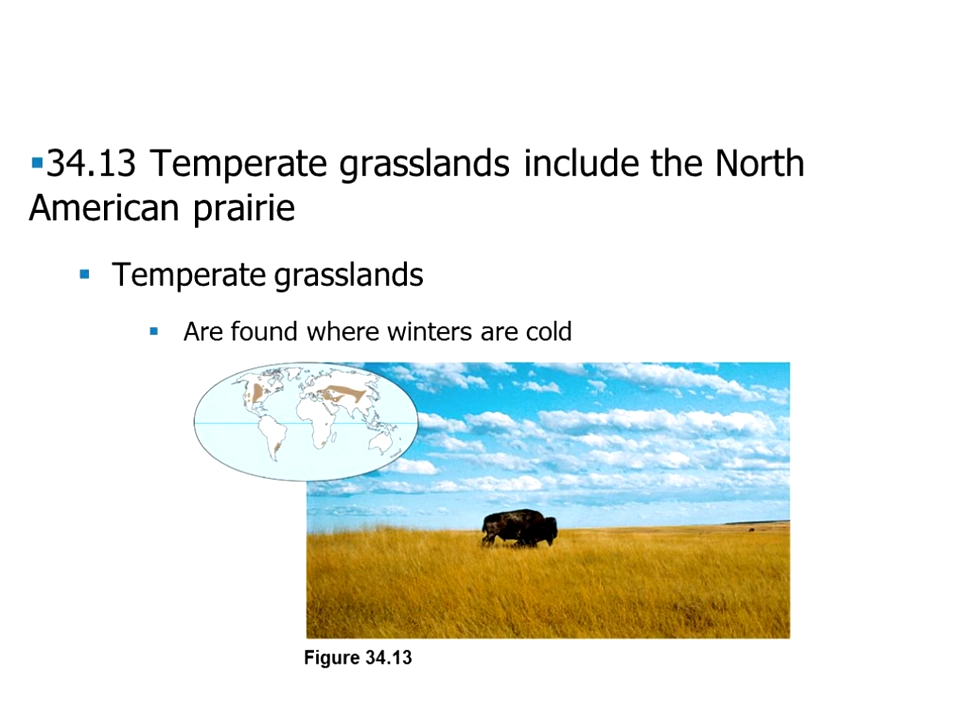 ▪34.13 Temperate grasslands include the North
American prairie
▪ Temperate grasslands
▪ Are found where winters are cold
Figure 34.13